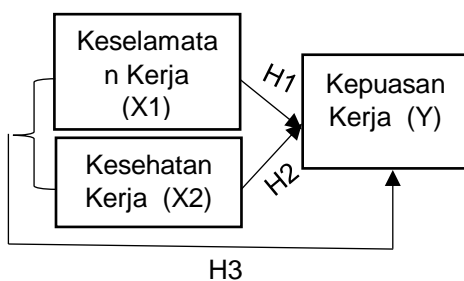 Keselamata
n Kerja
(X1)
H1
Kepuasan
Kerja (Y)
Kesehatan
Kerja (X2)
H2
H3